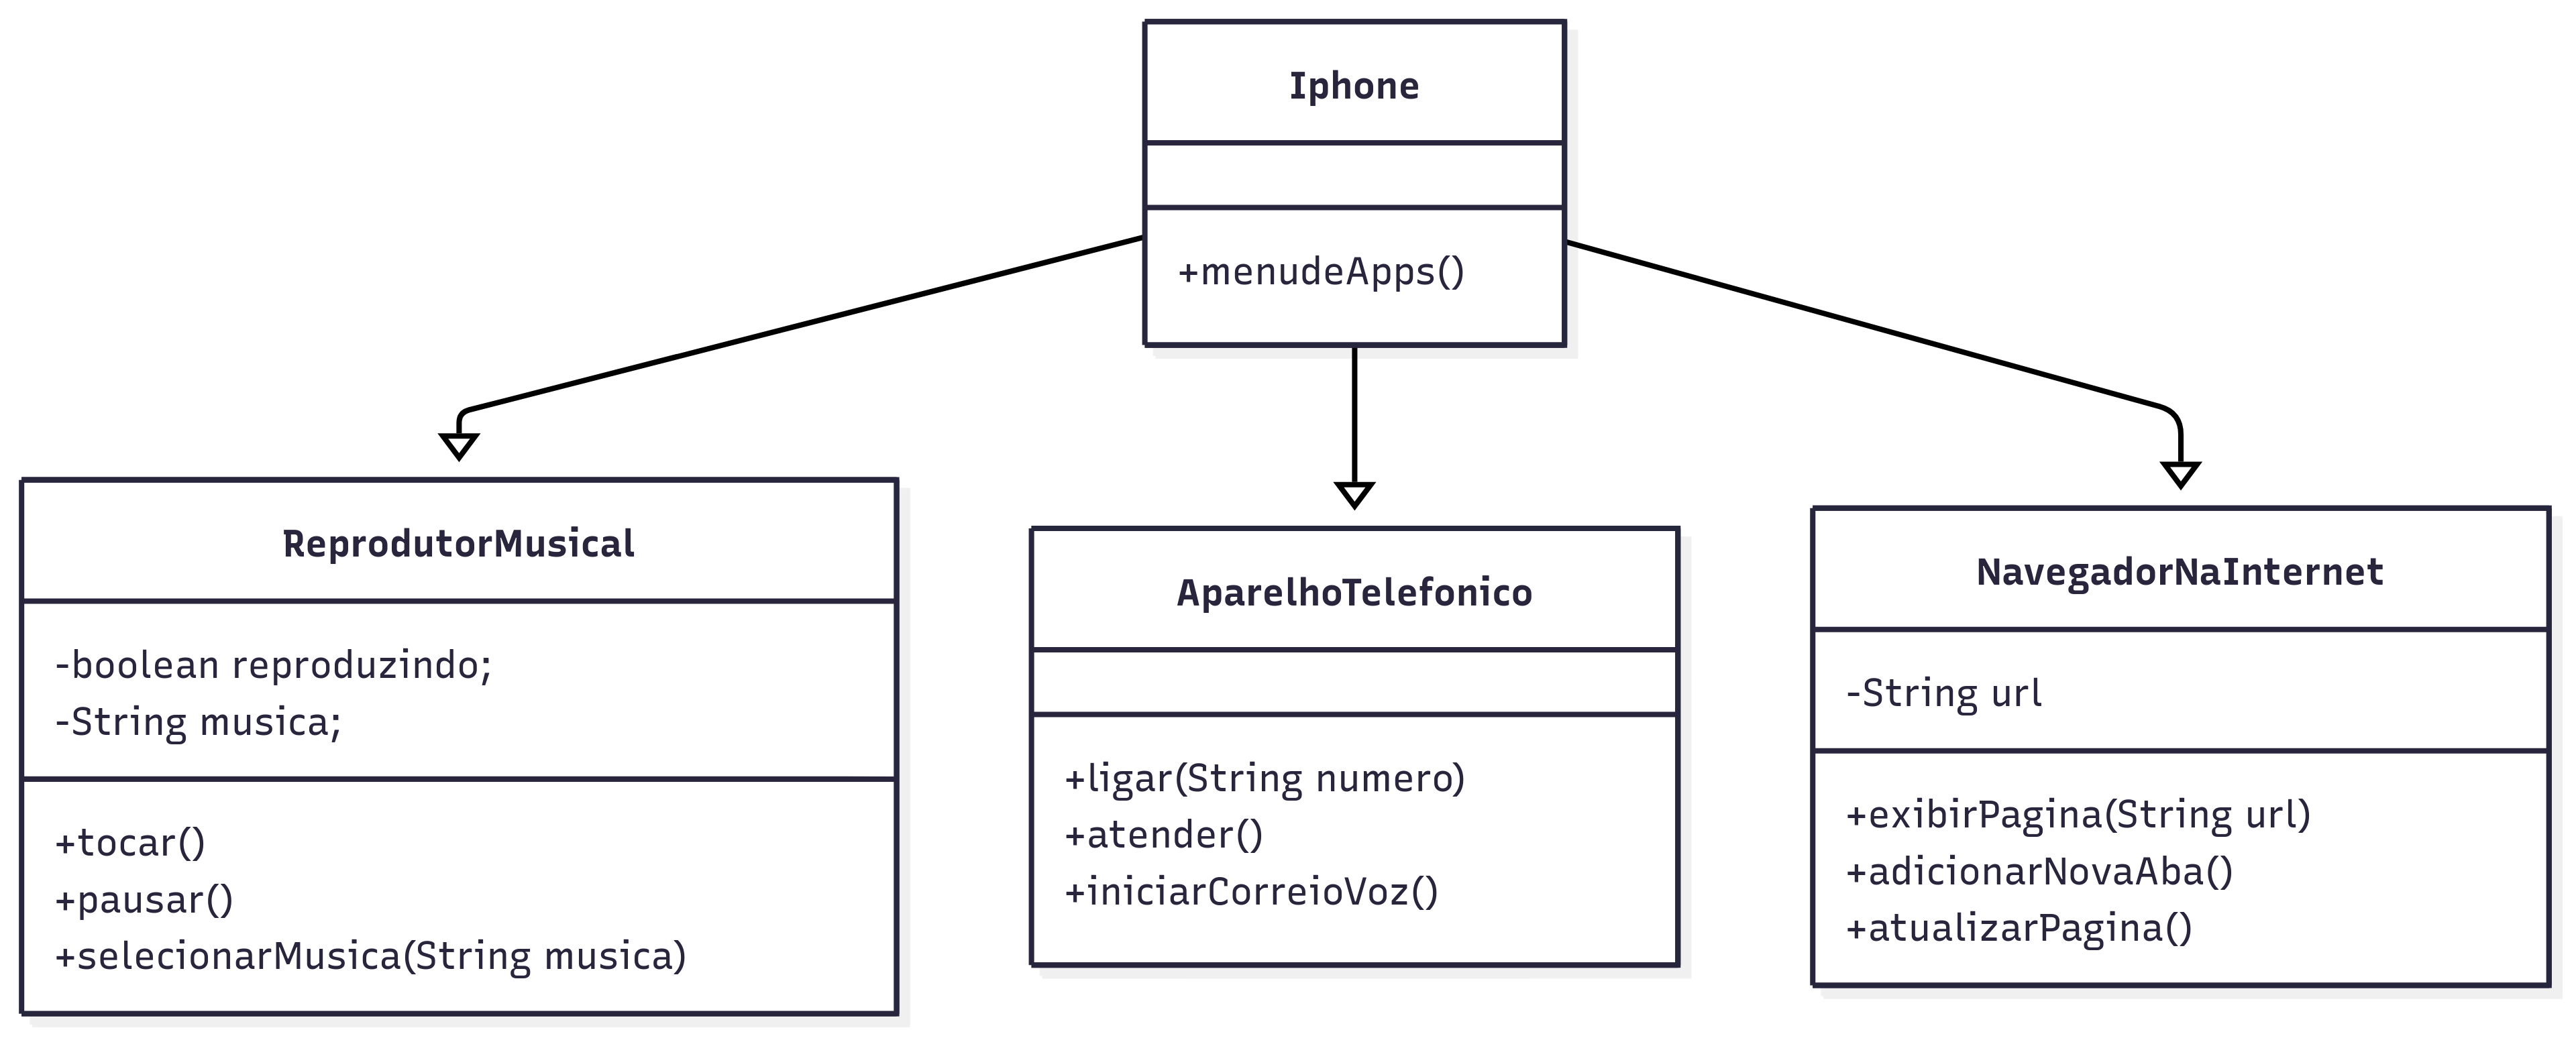 Iphone
+menudeApps()
ReprodutorMusical
-boolean reproduzindo;
-String musica;
+tocar()
+pausar()
+selecionarMusica(String musica)
AparelhoTelefonico
+ligar(String numero)
+atender()
+iniciarCorreioVoz()
NavegadorNaInternet
-String url
+exibirPagina(String url)
+adicionarNovaAba()
+atualizarPagina()